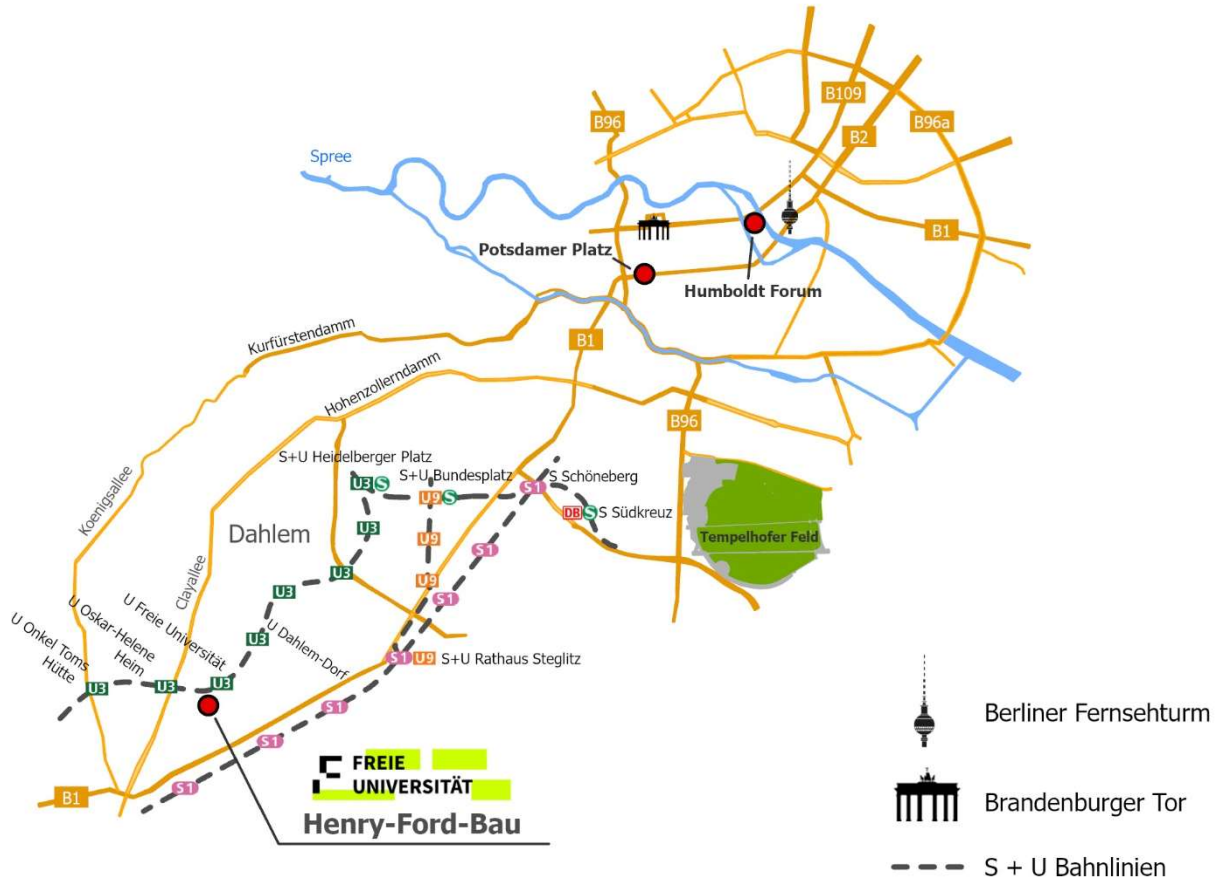 B109
B96
B96a
B2
Spree
B1
Potsdamer Platz
Humboldt Forum
Kurfürstendamm
B1
Hohenzollerndamm
B96
S+U Heidelberger Platz
S+U Bundesplatz
S Schöneberg
U3 S
U9 S
S1
DB S S Südkreuz
Koenigsallee
Dahlem
U3
U9
S1
Tempelhofer Feld
Clayallee
U3
U9
U3
S1
U Freie Universität
U Oskar-Helene
Heim
U Onkel Toms
Hütte
U3
U Dahlem-Dorf
S1 U9 S+U Rathaus Steglitz
U3
U3
U3
S1
S1
S1
B1
FREIE
UNIVERSITÄT
Henry-Ford-Bau
Berliner Fernsehturm
Brandenburger Tor
S + U Bahnlinien